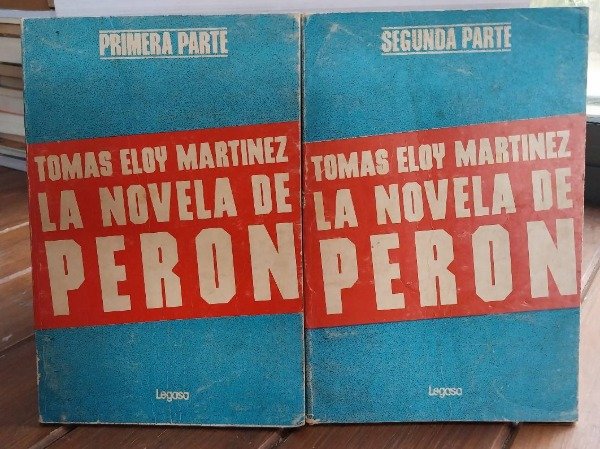 PRIMERA PARTE
TOMAS ELOY MARTINEZ
LA NOVELA DE
PERON
Legasa
SEGUNDA PARTE
TOMAS ELOY MARTINEZ
LA NOVELA DE
PERON
Legasa